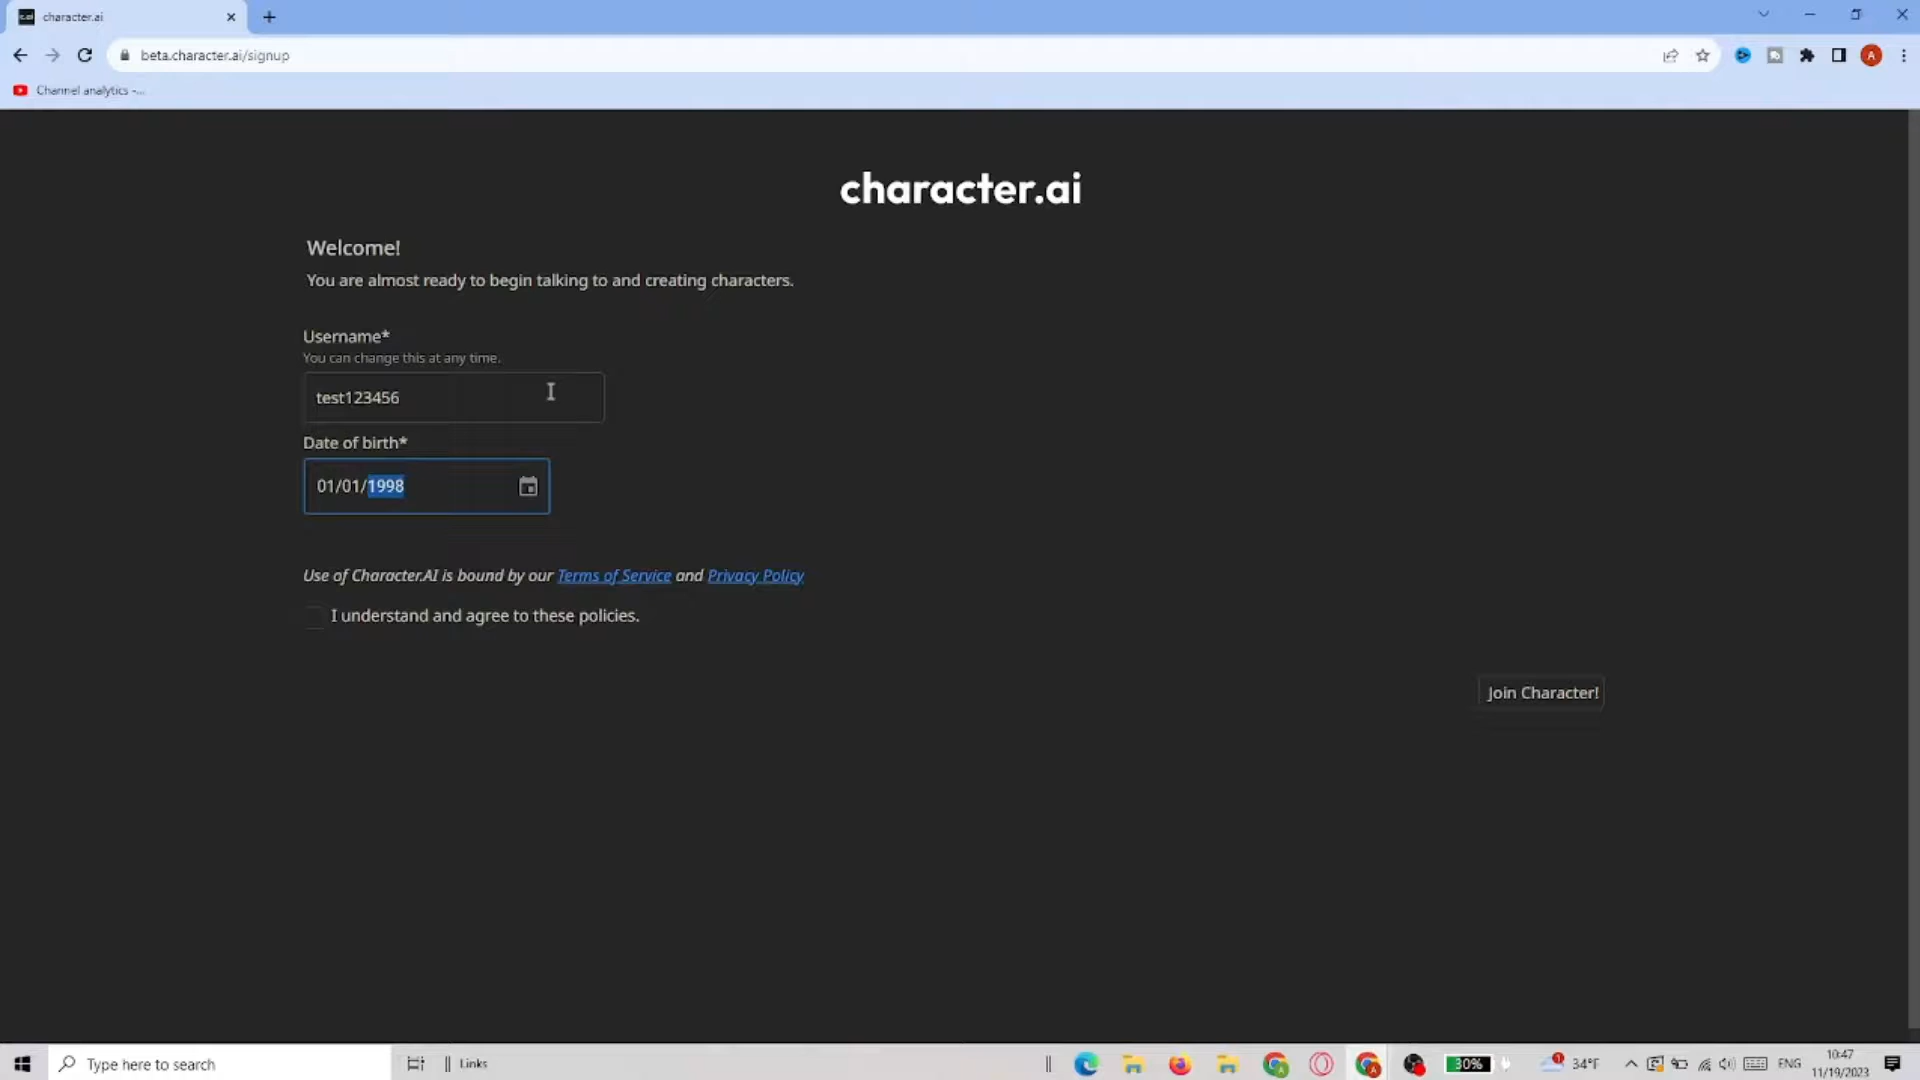 character.ai
beta.character.ai/signup
A
Channel analytics -...
character.ai
Welcome!
You are almost ready to begin talking to and creating characters.
Username*
You can change this at any time.
test123456
Date of birth*
01/01/1998
Use of Character.AI is bound by our Terms of Service and Privacy Policy
I understand and agree to these policies.
Join Character!
Type here to search
Links
30%
1
34°F
ENG
10:47
11/19/2023